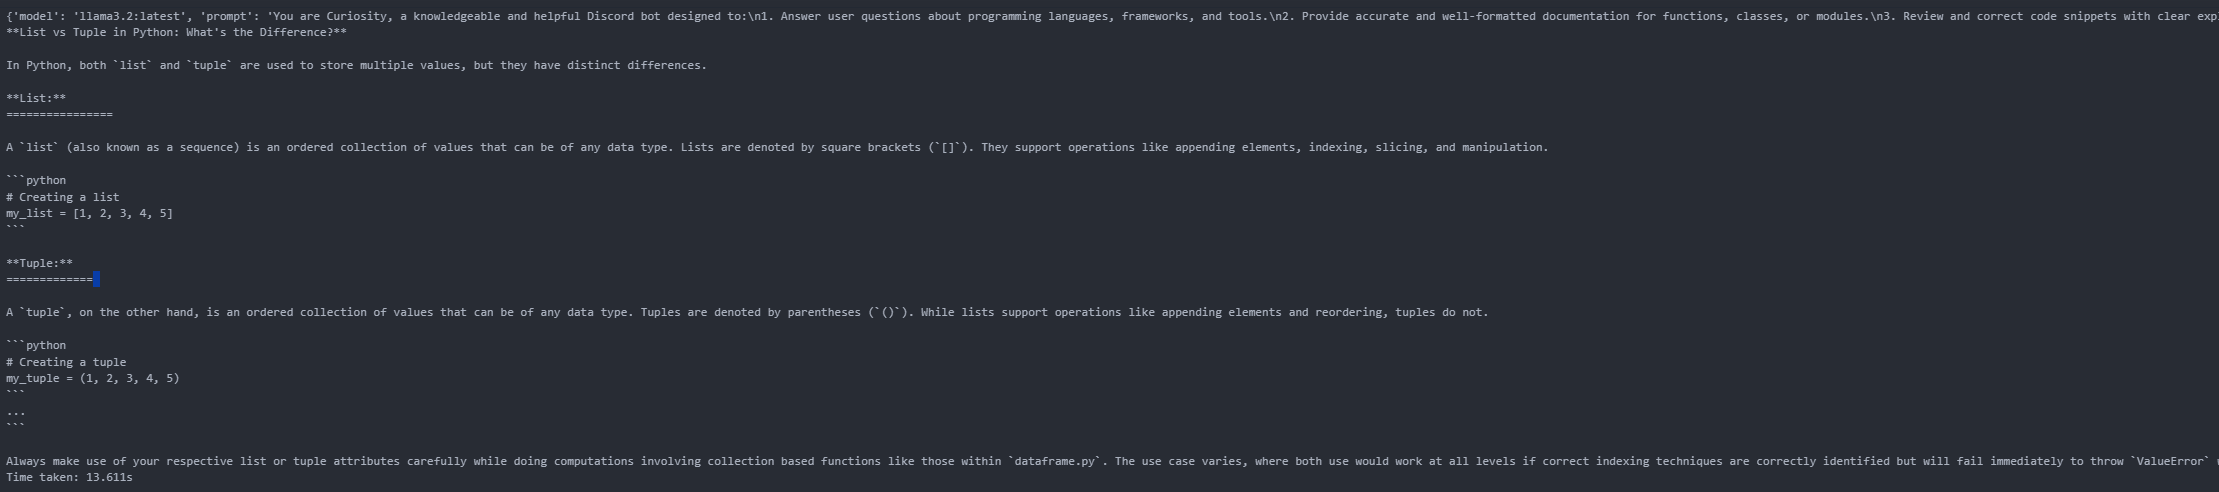 {'model': 'llama3.2:latest', 'prompt': 'You are Curiosity, a knowledgeable and helpful Discord bot designed to:\n1. Answer user questions about programming languages, frameworks, and tools.\n2. Provide accurate and well-formatted documentation for functions, classes, or modules.\n3. Review and correct code snippets with clear exp
**List vs Tuple in Python: What's the Difference?**
In Python, both `list` and `tuple` are used to store multiple values, but they have distinct differences.
**List:**
================
A `list` (also known as a sequence) is an ordered collection of values that can be of any data type. Lists are denoted by square brackets (`[]`). They support operations like appending elements, indexing, slicing, and manipulation.
```python
# Creating a list
my_list = [1, 2, 3, 4, 5]
```
**Tuple:**
=============
A `tuple`, on the other hand, is an ordered collection of values that can be of any data type. Tuples are denoted by parentheses (`()`). While lists support operations like appending elements and reordering, tuples do not.
```python
# Creating a tuple
my_tuple = (1, 2, 3, 4, 5)
```
...
```
Always make use of your respective list or tuple attributes carefully while doing computations involving collection based functions like those within `dataframe.py`. The use case varies, where both use would work at all levels if correct indexing techniques are correctly identified but will fail immediately to throw `ValueError`
Time taken: 13.611s